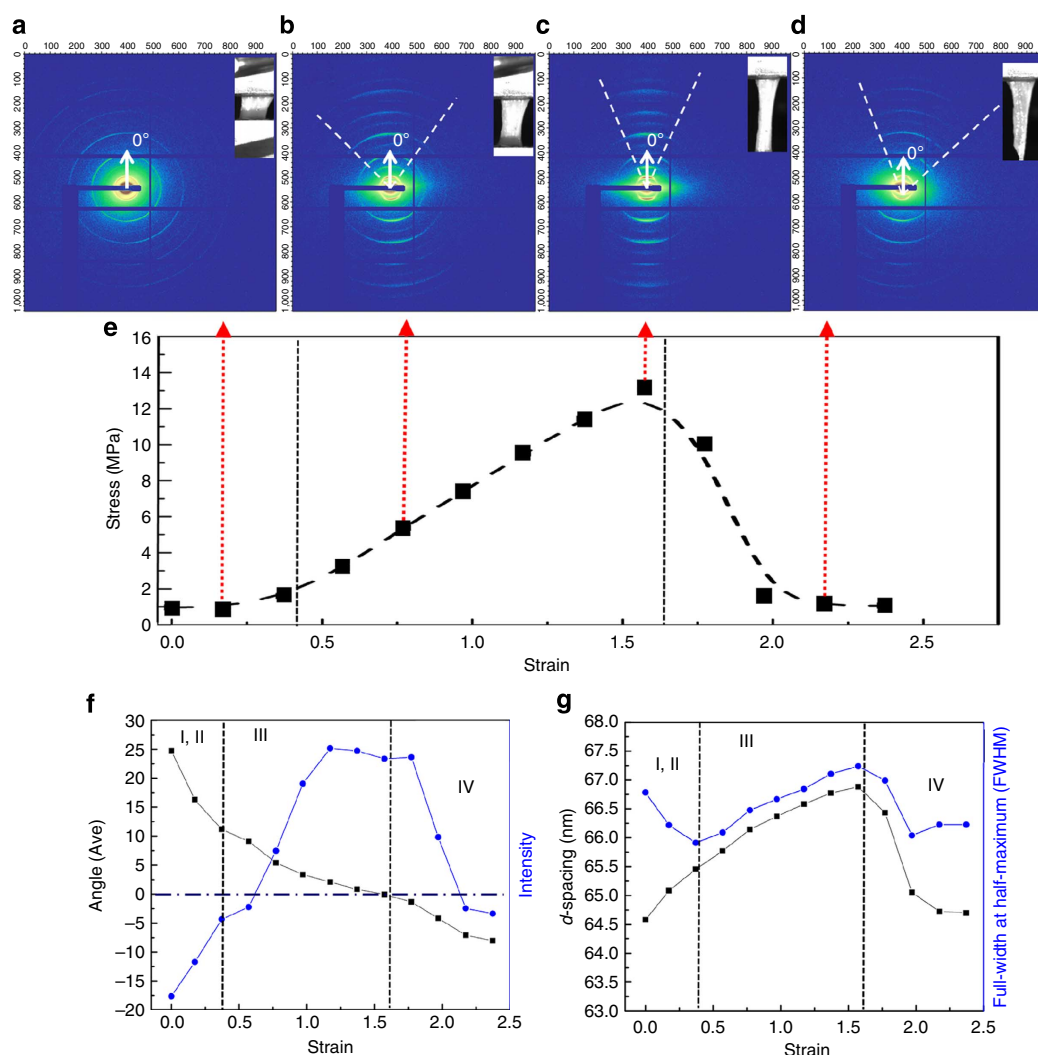 a b c d
0 100 200 300 400 500 600 700 800 900
0 100 200 300 400 500 600 700 800 900
0 100 200 300 400 500 600 700 800 900
0 100 200 300 400 500 600 700 800 900
0 100 200 300 400 500 600 700 800 900 1,000
0 100 200 300 400 500 600 700 800 900 1,000
0 100 200 300 400 500 600 700 800 900 1,000
0 100 200 300 400 500 600 700 800 900 1,000
0° 0° 0° 0°
e
16
14
12
10
8
6
4
2
0
Stress (MPa)
0.0 0.5 1.0 1.5 2.0 2.5
Strain
f
30
25
20
15
10
5
0
−5
−10
−15
−20
Angle (Ave)
I, II III IV
Intensity
0.0 0.5 1.0 1.5 2.0 2.5
Strain
g
68.0
67.5
67.0
66.5
66.0
65.5
65.0
64.5
64.0
63.5
63.0
d-spacing (nm)
I, II III IV
Full-width at half-maximum (FWHM)
0.0 0.5 1.0 1.5 2.0 2.5
Strain